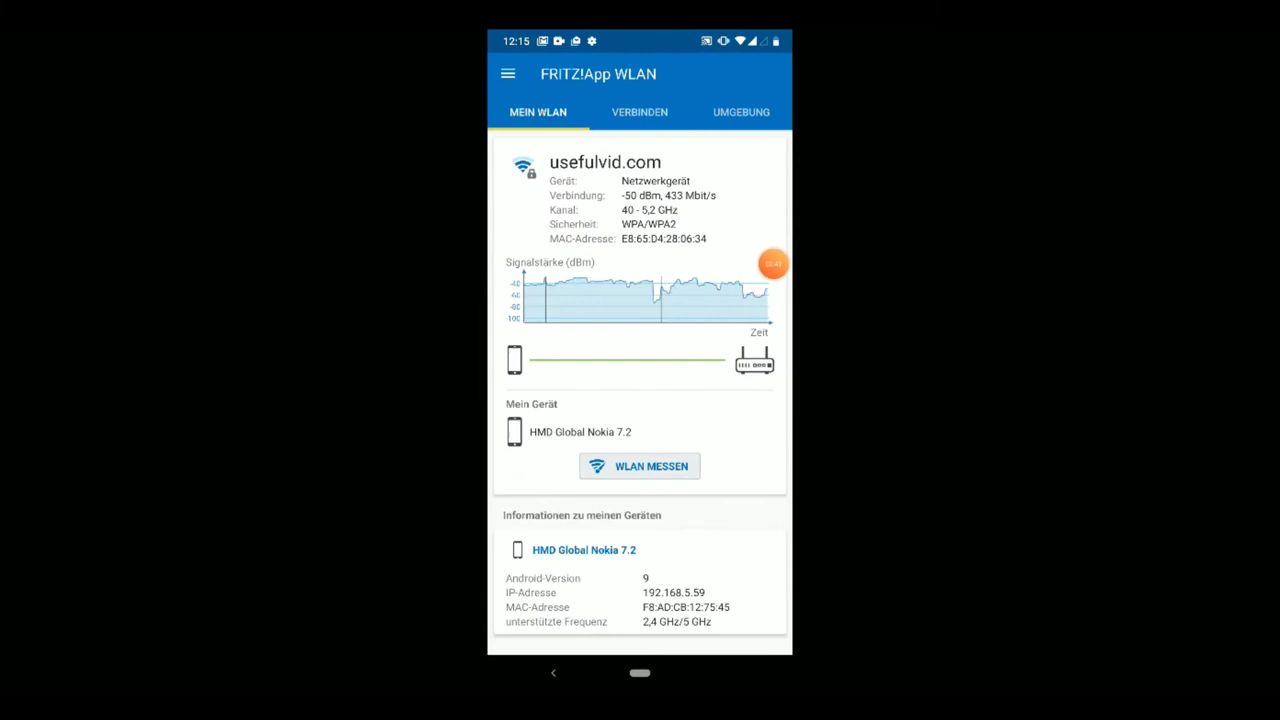 12:15
FRITZ!App WLAN
MEIN WLAN VERBINDEN UMGEBUNG
usefulvid.com
Gerät: Netzwerkgerät
Verbindung: -50 dBm, 433 Mbit/s
Kanal: 40 - 5,2 GHz
Sicherheit: WPA/WPA2
MAC-Adresse: E8:65:D4:28:06:34
Signalstärke (dBm)
-40
-60
-80
-100
Zeit
Mein Gerät
HMD Global Nokia 7.2
WLAN MESSEN
Informationen zu meinen Geräten
HMD Global Nokia 7.2
Android-Version 9
IP-Adresse 192.168.5.59
MAC-Adresse F8:AD:CB:12:75:45
unterstützte Frequenz 2,4 GHz/5 GHz